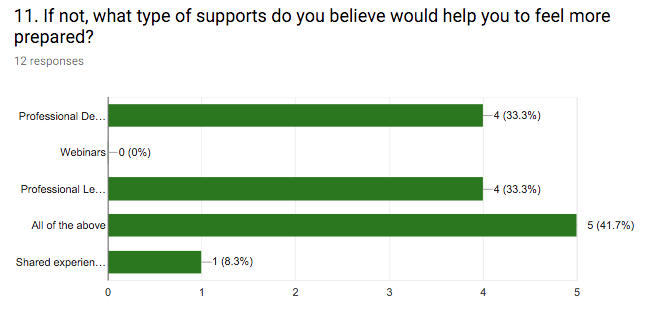 11. If not, what type of supports do you believe would help you to feel more
prepared?
12 responses
Professional De...
4 (33.3%)
Webinars
0 (0%)
Professional Le...
4 (33.3%)
All of the above
5 (41.7%)
Shared experien...
1 (8.3%)
0 1 2 3 4 5